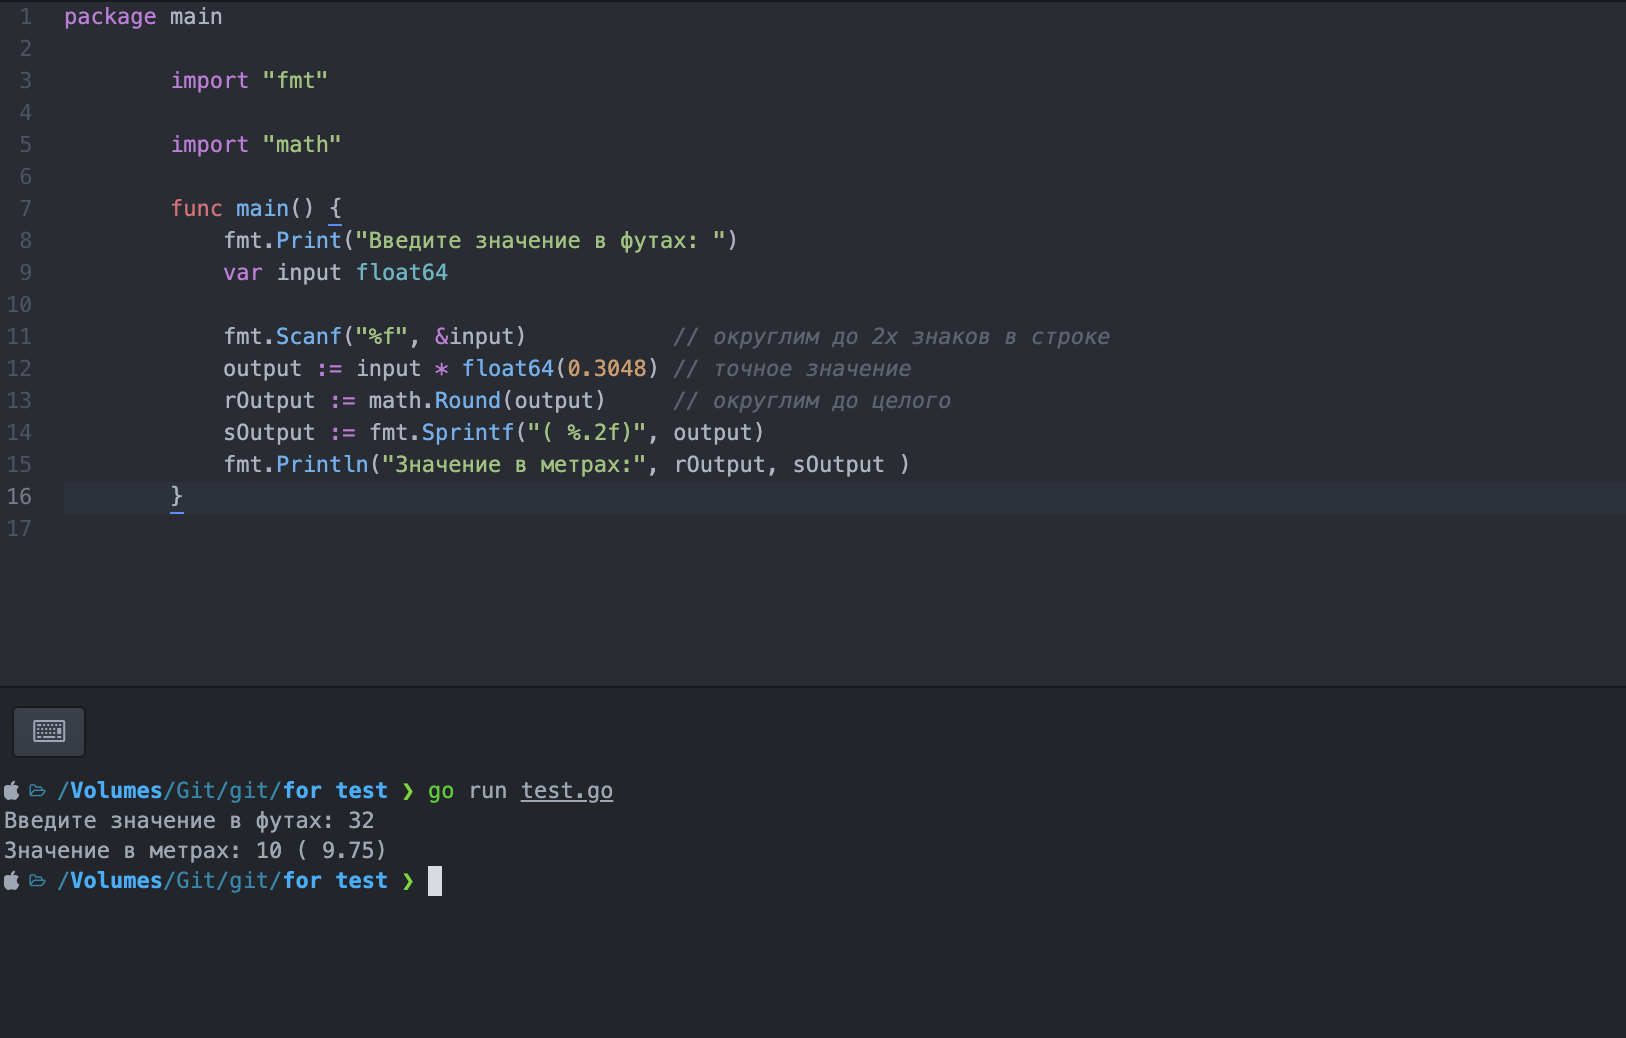 1 package main
2
3 import "fmt"
4
5 import "math"
6
7 func main() {
8 fmt.Print("Введите значение в футах: ")
9 var input float64
10
11 fmt.Scanf("%f", &input) // округлим до 2х знаков в строке
12 output := input * float64(0.3048) // точное значение
13 rOutput := math.Round(output) // округлим до целого
14 sOutput := fmt.Sprintf("( %.2f)", output)
15 fmt.Println("Значение в метрах:", rOutput, sOutput )
16 }
17
/Volumes/Git/git/for test ❯ go run test.go
Введите значение в футах: 32
Значение в метрах: 10 ( 9.75)
/Volumes/Git/git/for test ❯